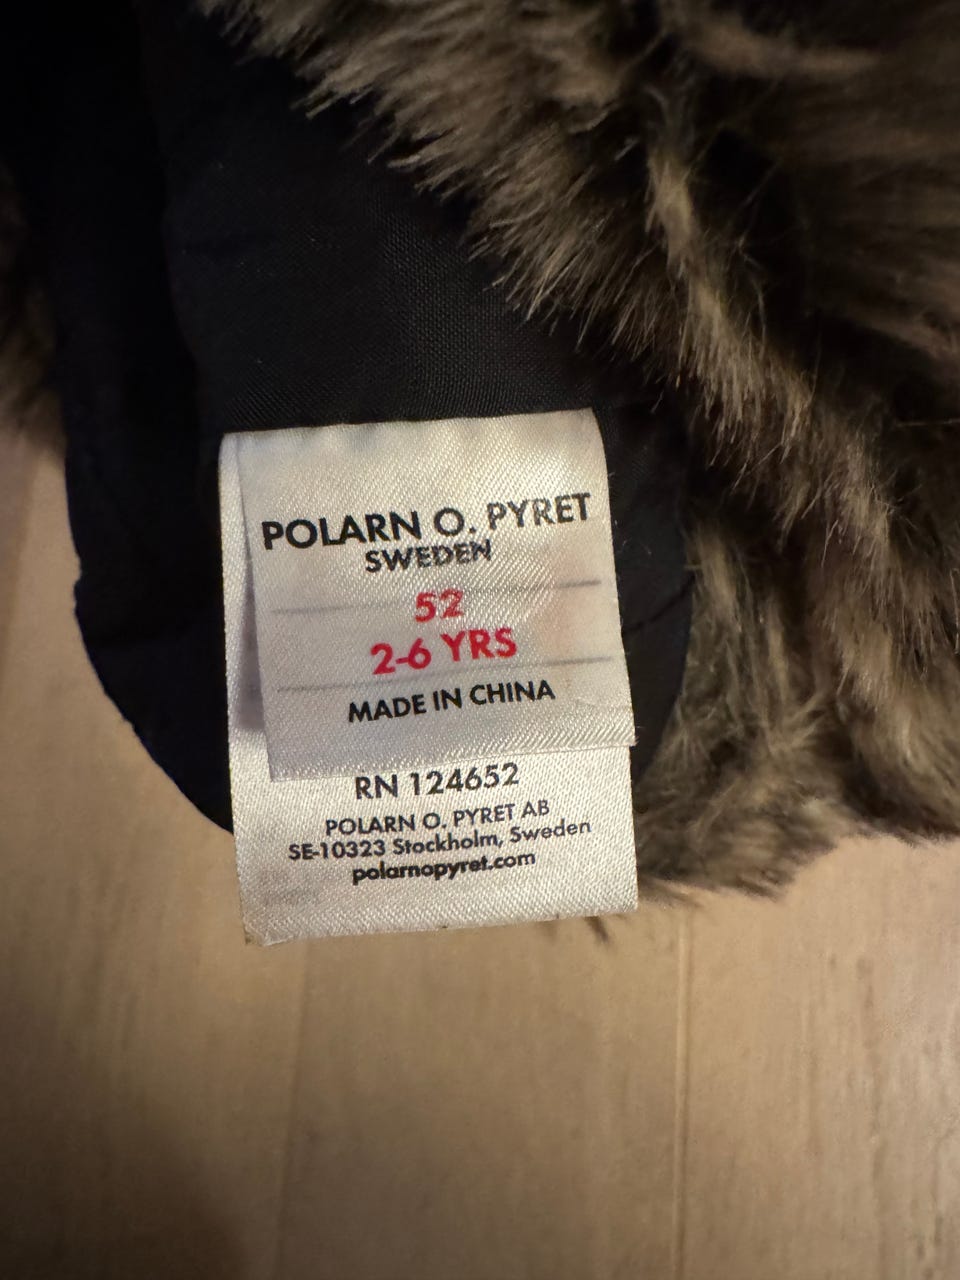 POLARN O. PYRET
SWEDEN
52
2-6 YRS
MADE IN CHINA
RN 124652
POLARN O. PYRET AB
SE-10323 Stockholm, Sweden
polarnopyret.com